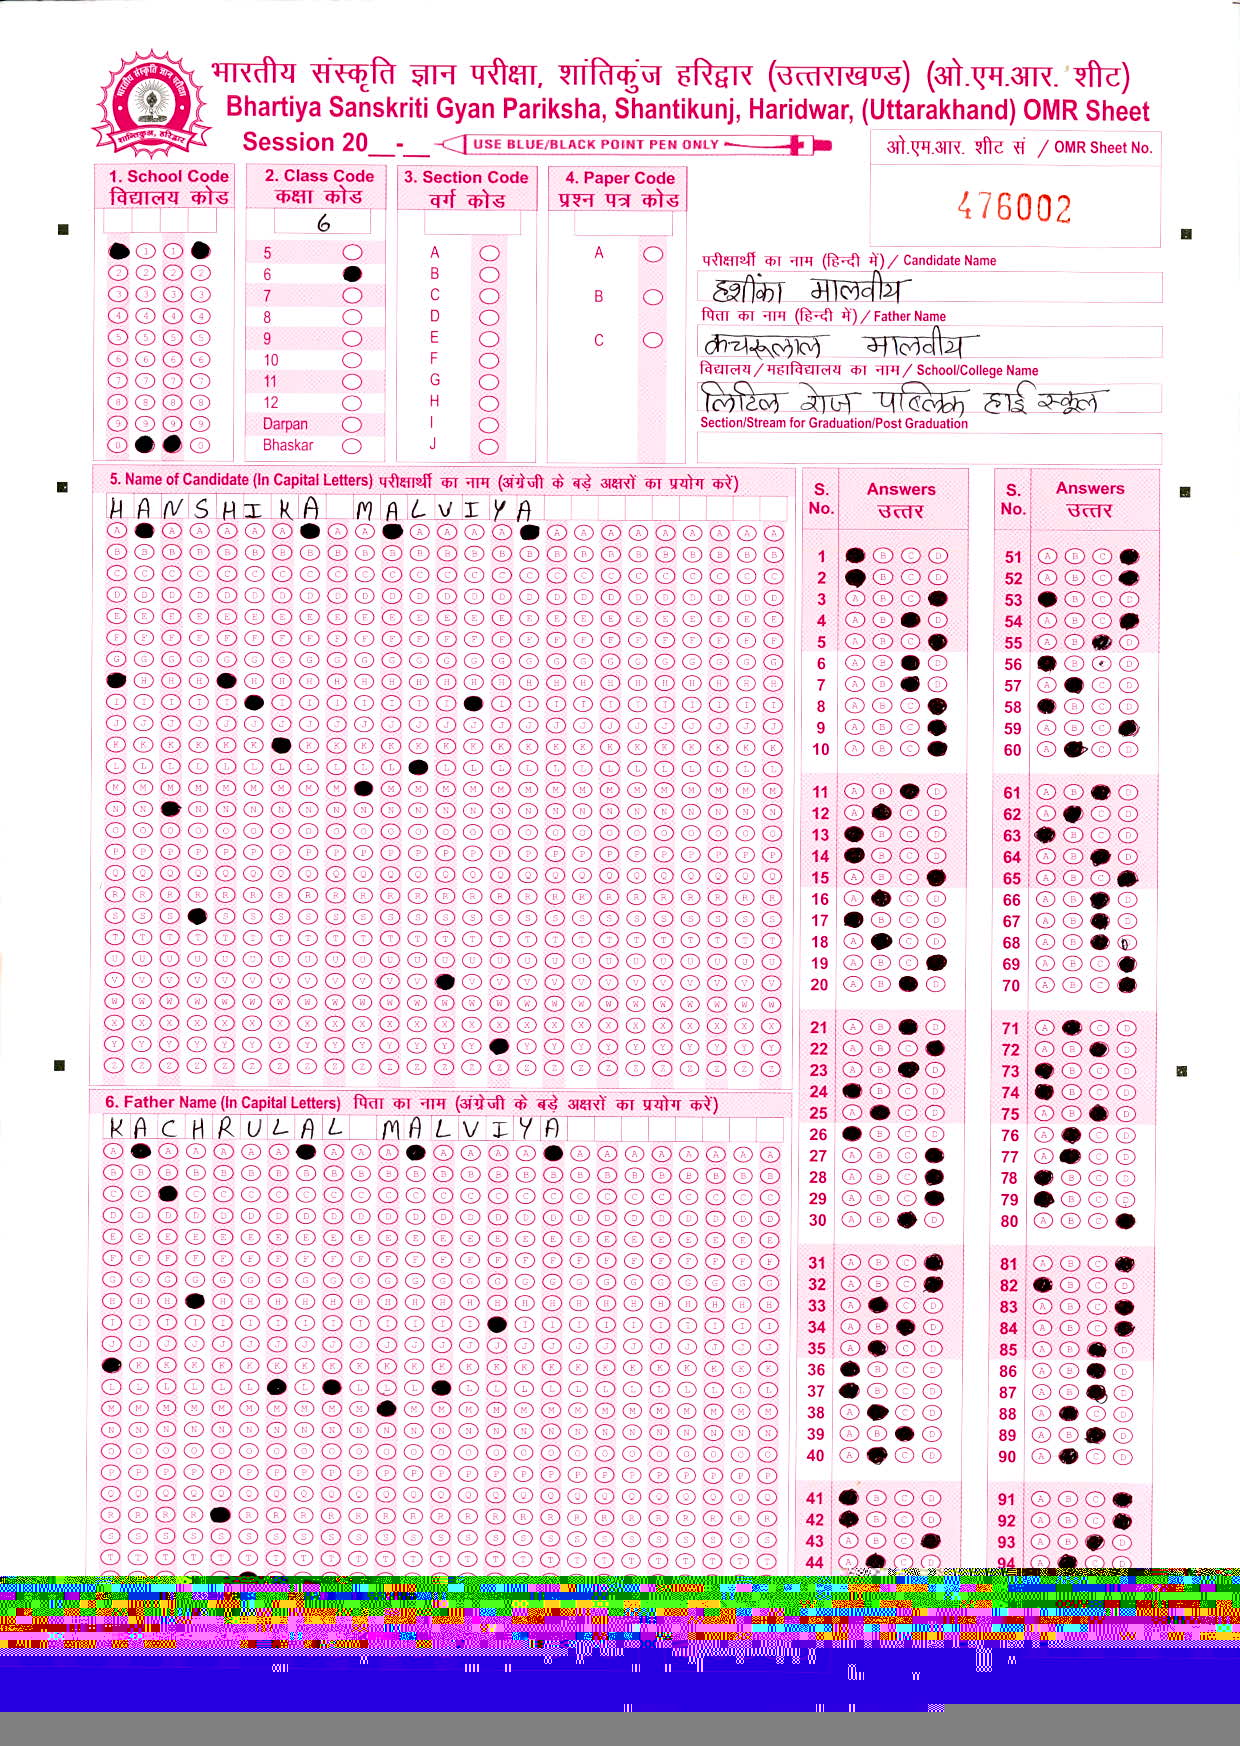 भारतीय संस्कृति ज्ञान परीक्षा, शांतिकुंज हरिद्वार (उत्तराखण्ड) (ओ.एम.आर. शीट)
Bhartiya Sanskriti Gyan Pariksha, Shantikunj, Haridwar, (Uttarakhand) OMR Sheet
Session 20__-__ USE BLUE/BLACK POINT PEN ONLY
ओ.एम.आर. शीट सं / OMR Sheet No.
476002
1. School Code
विद्यालय कोड
2. Class Code
कक्षा कोड
6
5
6
7
8
9
10
11
12
Darpan
Bhaskar
3. Section Code
वर्ग कोड
A
B
C
D
E
F
G
H
I
J
4. Paper Code
प्रश्न पत्र कोड
A
B
C
परीक्षार्थी का नाम (हिन्दी में) / Candidate Name
हशींका मालवीय
पिता का नाम (हिन्दी में) / Father Name
कचरूलाल मालवीय
विद्यालय / महाविद्यालय का नाम / School/College Name
लिटिल रोज पब्लिक हाई स्कूल
Section/Stream for Graduation/Post Graduation
5. Name of Candidate (In Capital Letters) परीक्षार्थी का नाम (अंग्रेजी के बड़े अक्षरों का प्रयोग करें)
HANSHIKA MALVIYA
6. Father Name (In Capital Letters) पिता का नाम (अंग्रेजी के बड़े अक्षरों का प्रयोग करें)
KACHRULAL MALVIYA
S. No. Answers उत्तर
1
2
3
4
5
6
7
8
9
10
11
12
13
14
15
16
17
18
19
20
21
22
23
24
25
26
27
28
29
30
31
32
33
34
35
36
37
38
39
40
41
42
43
44
S. No. Answers उत्तर
51
52
53
54
55
56
57
58
59
60
61
62
63
64
65
66
67
68
69
70
71
72
73
74
75
76
77
78
79
80
81
82
83
84
85
86
87
88
89
90
91
92
93
94